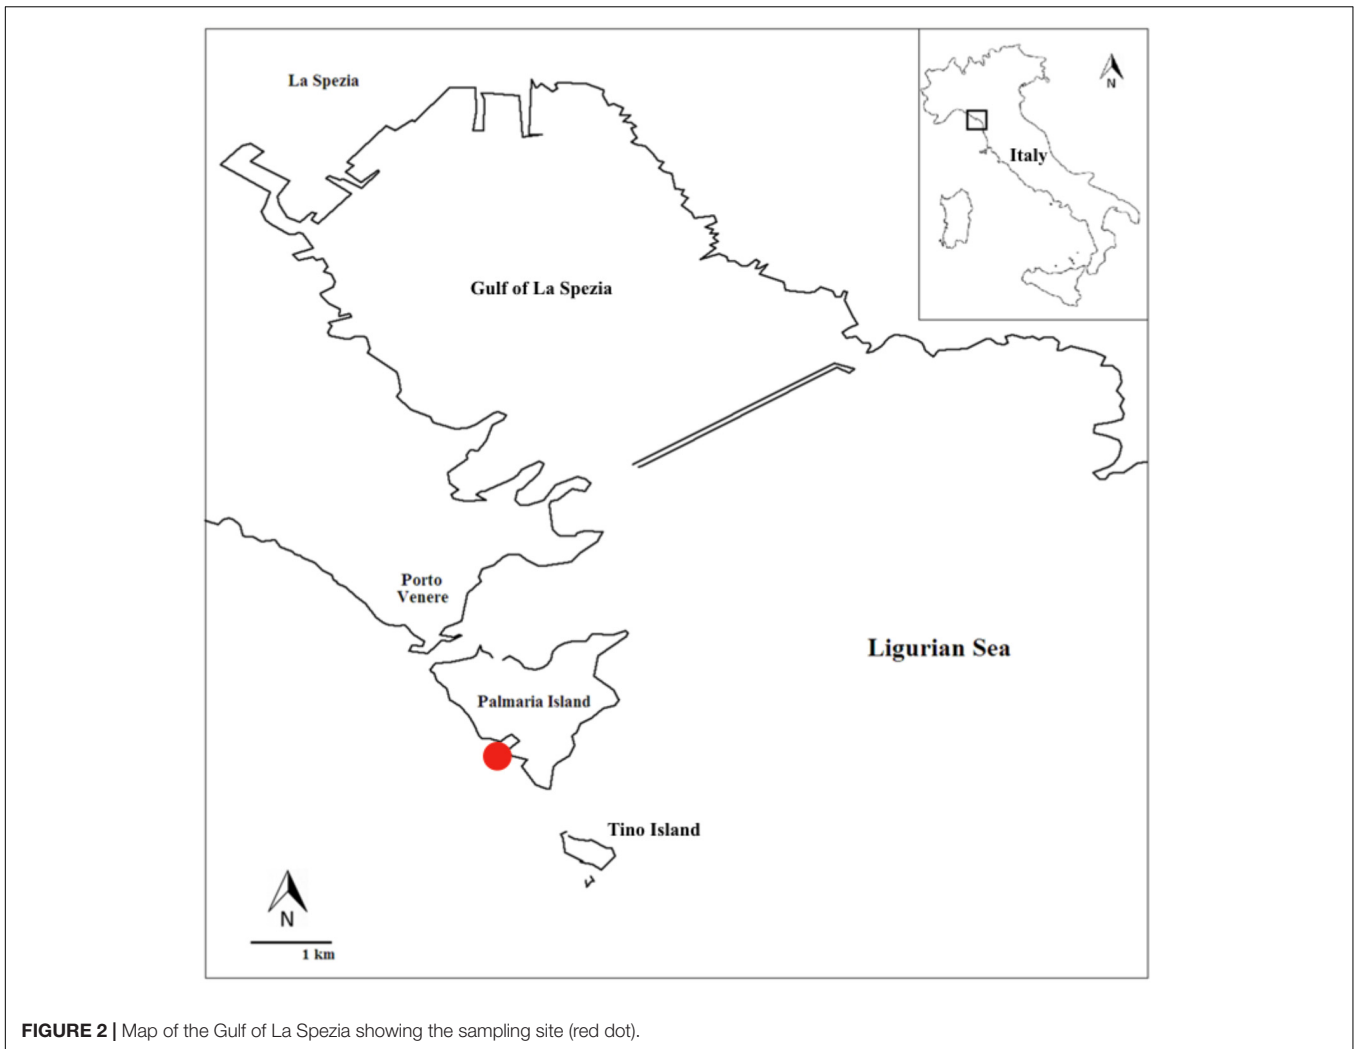 La Spezia
N
Italy
Gulf of La Spezia
Porto
Venere
Ligurian Sea
Palmaria Island
Tino Island
N
1 km
FIGURE 2 | Map of the Gulf of La Spezia showing the sampling site (red dot).